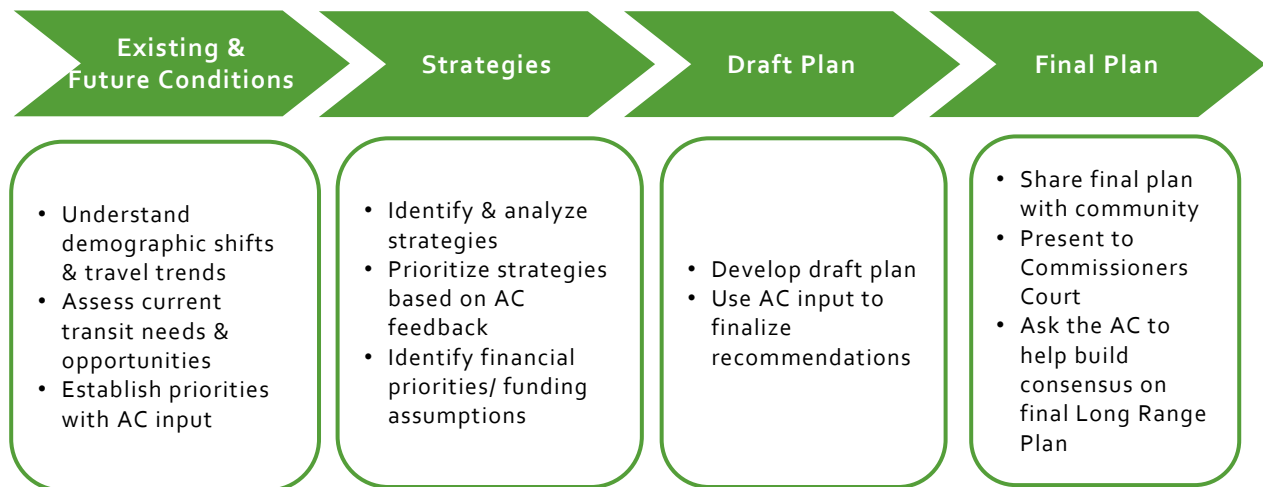 Existing &
Future Conditions
Strategies
Draft Plan
Final Plan
• Understand
demographic shifts
& travel trends
• Assess current
transit needs &
opportunities
• Establish priorities
with AC input
• Identify & analyze
strategies
• Prioritize strategies
based on AC
feedback
• Identify financial
priorities/ funding
assumptions
• Develop draft plan
• Use AC input to
finalize
recommendations
• Share final plan
with community
• Present to
Commissioners
Court
• Ask the AC to
help build
consensus on
final Long Range
Plan